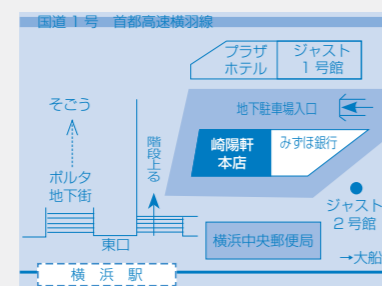 国道1号 首都高速横羽線
プラザ
ホテル
ジャスト
1号館
そごう
地下駐車場入口
階段上る
崎陽軒
本店
みずほ銀行
ポルタ
地下街
ジャスト
2号館
東口
横浜中央郵便局
→大船
横浜駅